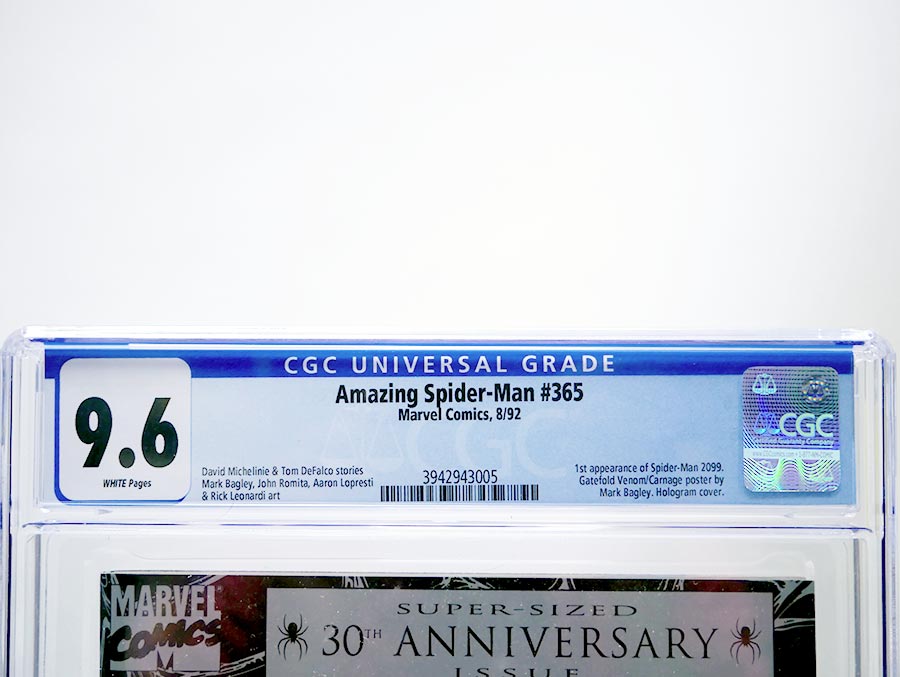 CGC UNIVERSAL GRADE
9.6
WHITE Pages
Amazing Spider-Man #365
Marvel Comics, 8/92
David Michelinie & Tom DeFalco stories
Mark Bagley, John Romita, Aaron Lopresti
& Rick Leonardi art
3942943005
1st appearance of Spider-Man 2099.
Gatefold Venom/Carnage poster by
Mark Bagley. Hologram cover.
CGC
CGC
MARVEL
COMICS
SUPER-SIZED
30TH ANNIVERSARY
ISSUE